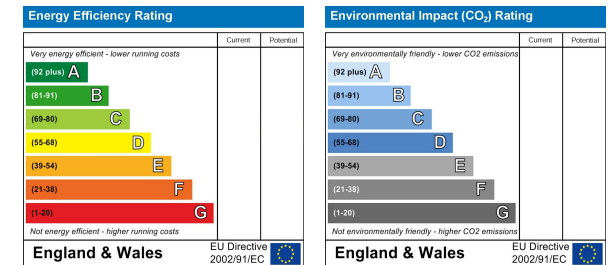 Energy Efficiency Rating
Current Potential
Very energy efficient - lower running costs
(92 plus) A
(81-91) B
(69-80) C
(55-68) D
(39-54) E
(21-38) F
(1-20) G
Not energy efficient - higher running costs
England & Wales
EU Directive
2002/91/EC
Environmental Impact (CO₂) Rating
Current Potential
Very environmentally friendly - lower CO2 emissions
(92 plus) A
(81-91) B
(69-80) C
(55-68) D
(39-54) E
(21-38) F
(1-20) G
Not environmentally friendly - higher CO2 emissions
England & Wales
EU Directive
2002/91/EC